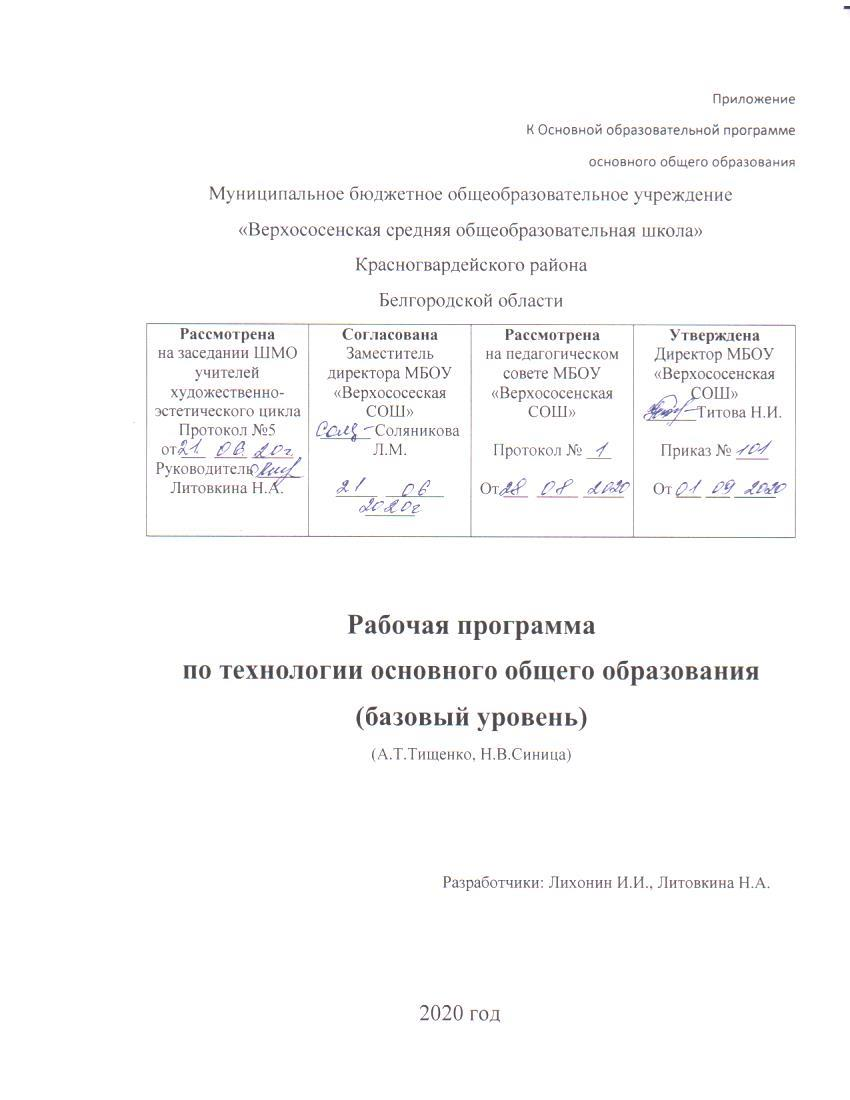 Приложение
К Основной образовательной программе
основного общего образования
Муниципальное бюджетное общеобразовательное учреждение
«Верхососенская средняя общеобразовательная школа»
Красногвардейского района
Белгородской области
Рассмотрена
на заседании ШМО
учителей
художественно-
эстетического цикла
Протокол №5
от 21. 06. 20г.
Руководитель
Литовкина Н.А.
Согласована
Заместитель
директора МБОУ
«Верхососеская
СОШ»
Соляникова
Л.М.
21 06
2020г
Рассмотрена
на педагогическом
совете МБОУ
«Верхососенская
СОШ»
Протокол № 1
От 28 08 2020
Утверждена
Директор МБОУ
«Верхососенская
СОШ»
Титова Н.И.
Приказ № 101
От 01 09 2020
Рабочая программа
по технологии основного общего образования
(базовый уровень)
(А.Т.Тищенко, Н.В.Синица)
Разработчики: Лихонин И.И., Литовкина Н.А.
2020 год